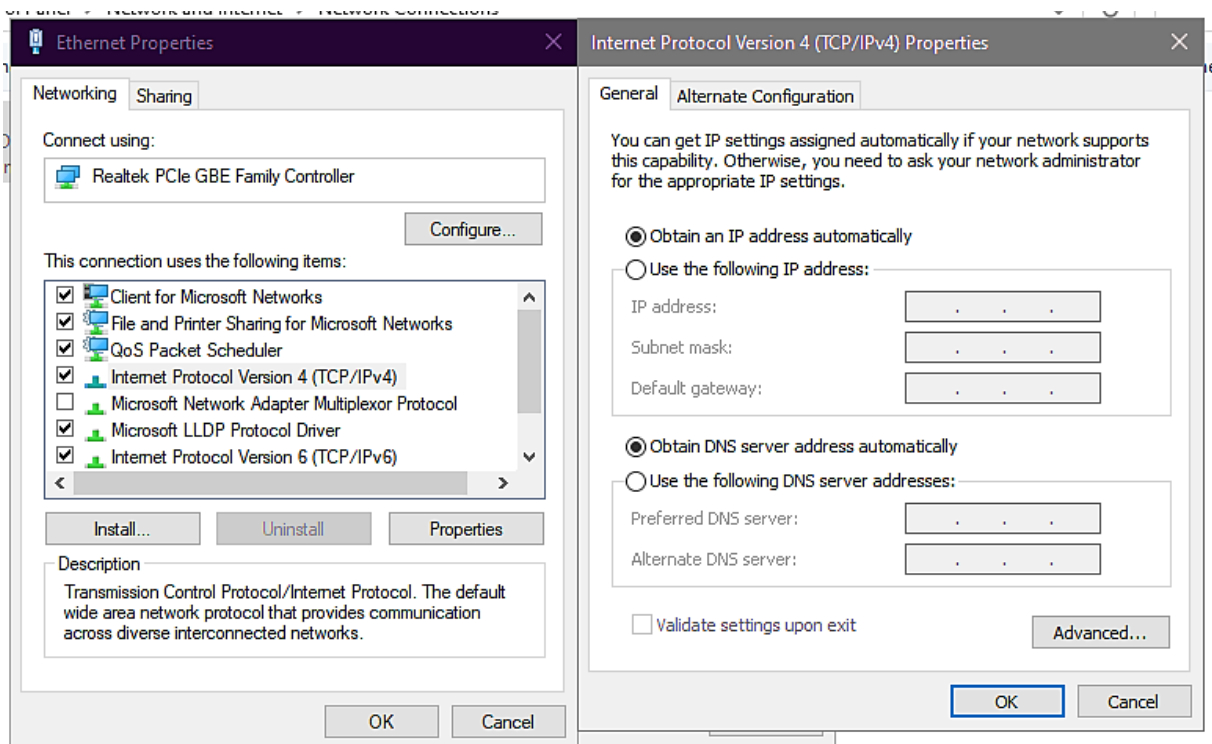 Network and Internet > Network Connections
Ethernet Properties
Networking
Sharing
Connect using:
Realtek PCIe GBE Family Controller
Configure...
This connection uses the following items:
Client for Microsoft Networks
File and Printer Sharing for Microsoft Networks
QoS Packet Scheduler
Internet Protocol Version 4 (TCP/IPv4)
Microsoft Network Adapter Multiplexor Protocol
Microsoft LLDP Protocol Driver
Internet Protocol Version 6 (TCP/IPv6)
Install...
Uninstall
Properties
Description
Transmission Control Protocol/Internet Protocol. The default
wide area network protocol that provides communication
across diverse interconnected networks.
OK
Cancel
Internet Protocol Version 4 (TCP/IPv4) Properties
General
Alternate Configuration
You can get IP settings assigned automatically if your network supports
this capability. Otherwise, you need to ask your network administrator
for the appropriate IP settings.
Obtain an IP address automatically
Use the following IP address:
IP address:
Subnet mask:
Default gateway:
Obtain DNS server address automatically
Use the following DNS server addresses:
Preferred DNS server:
Alternate DNS server:
Validate settings upon exit
Advanced...
OK
Cancel